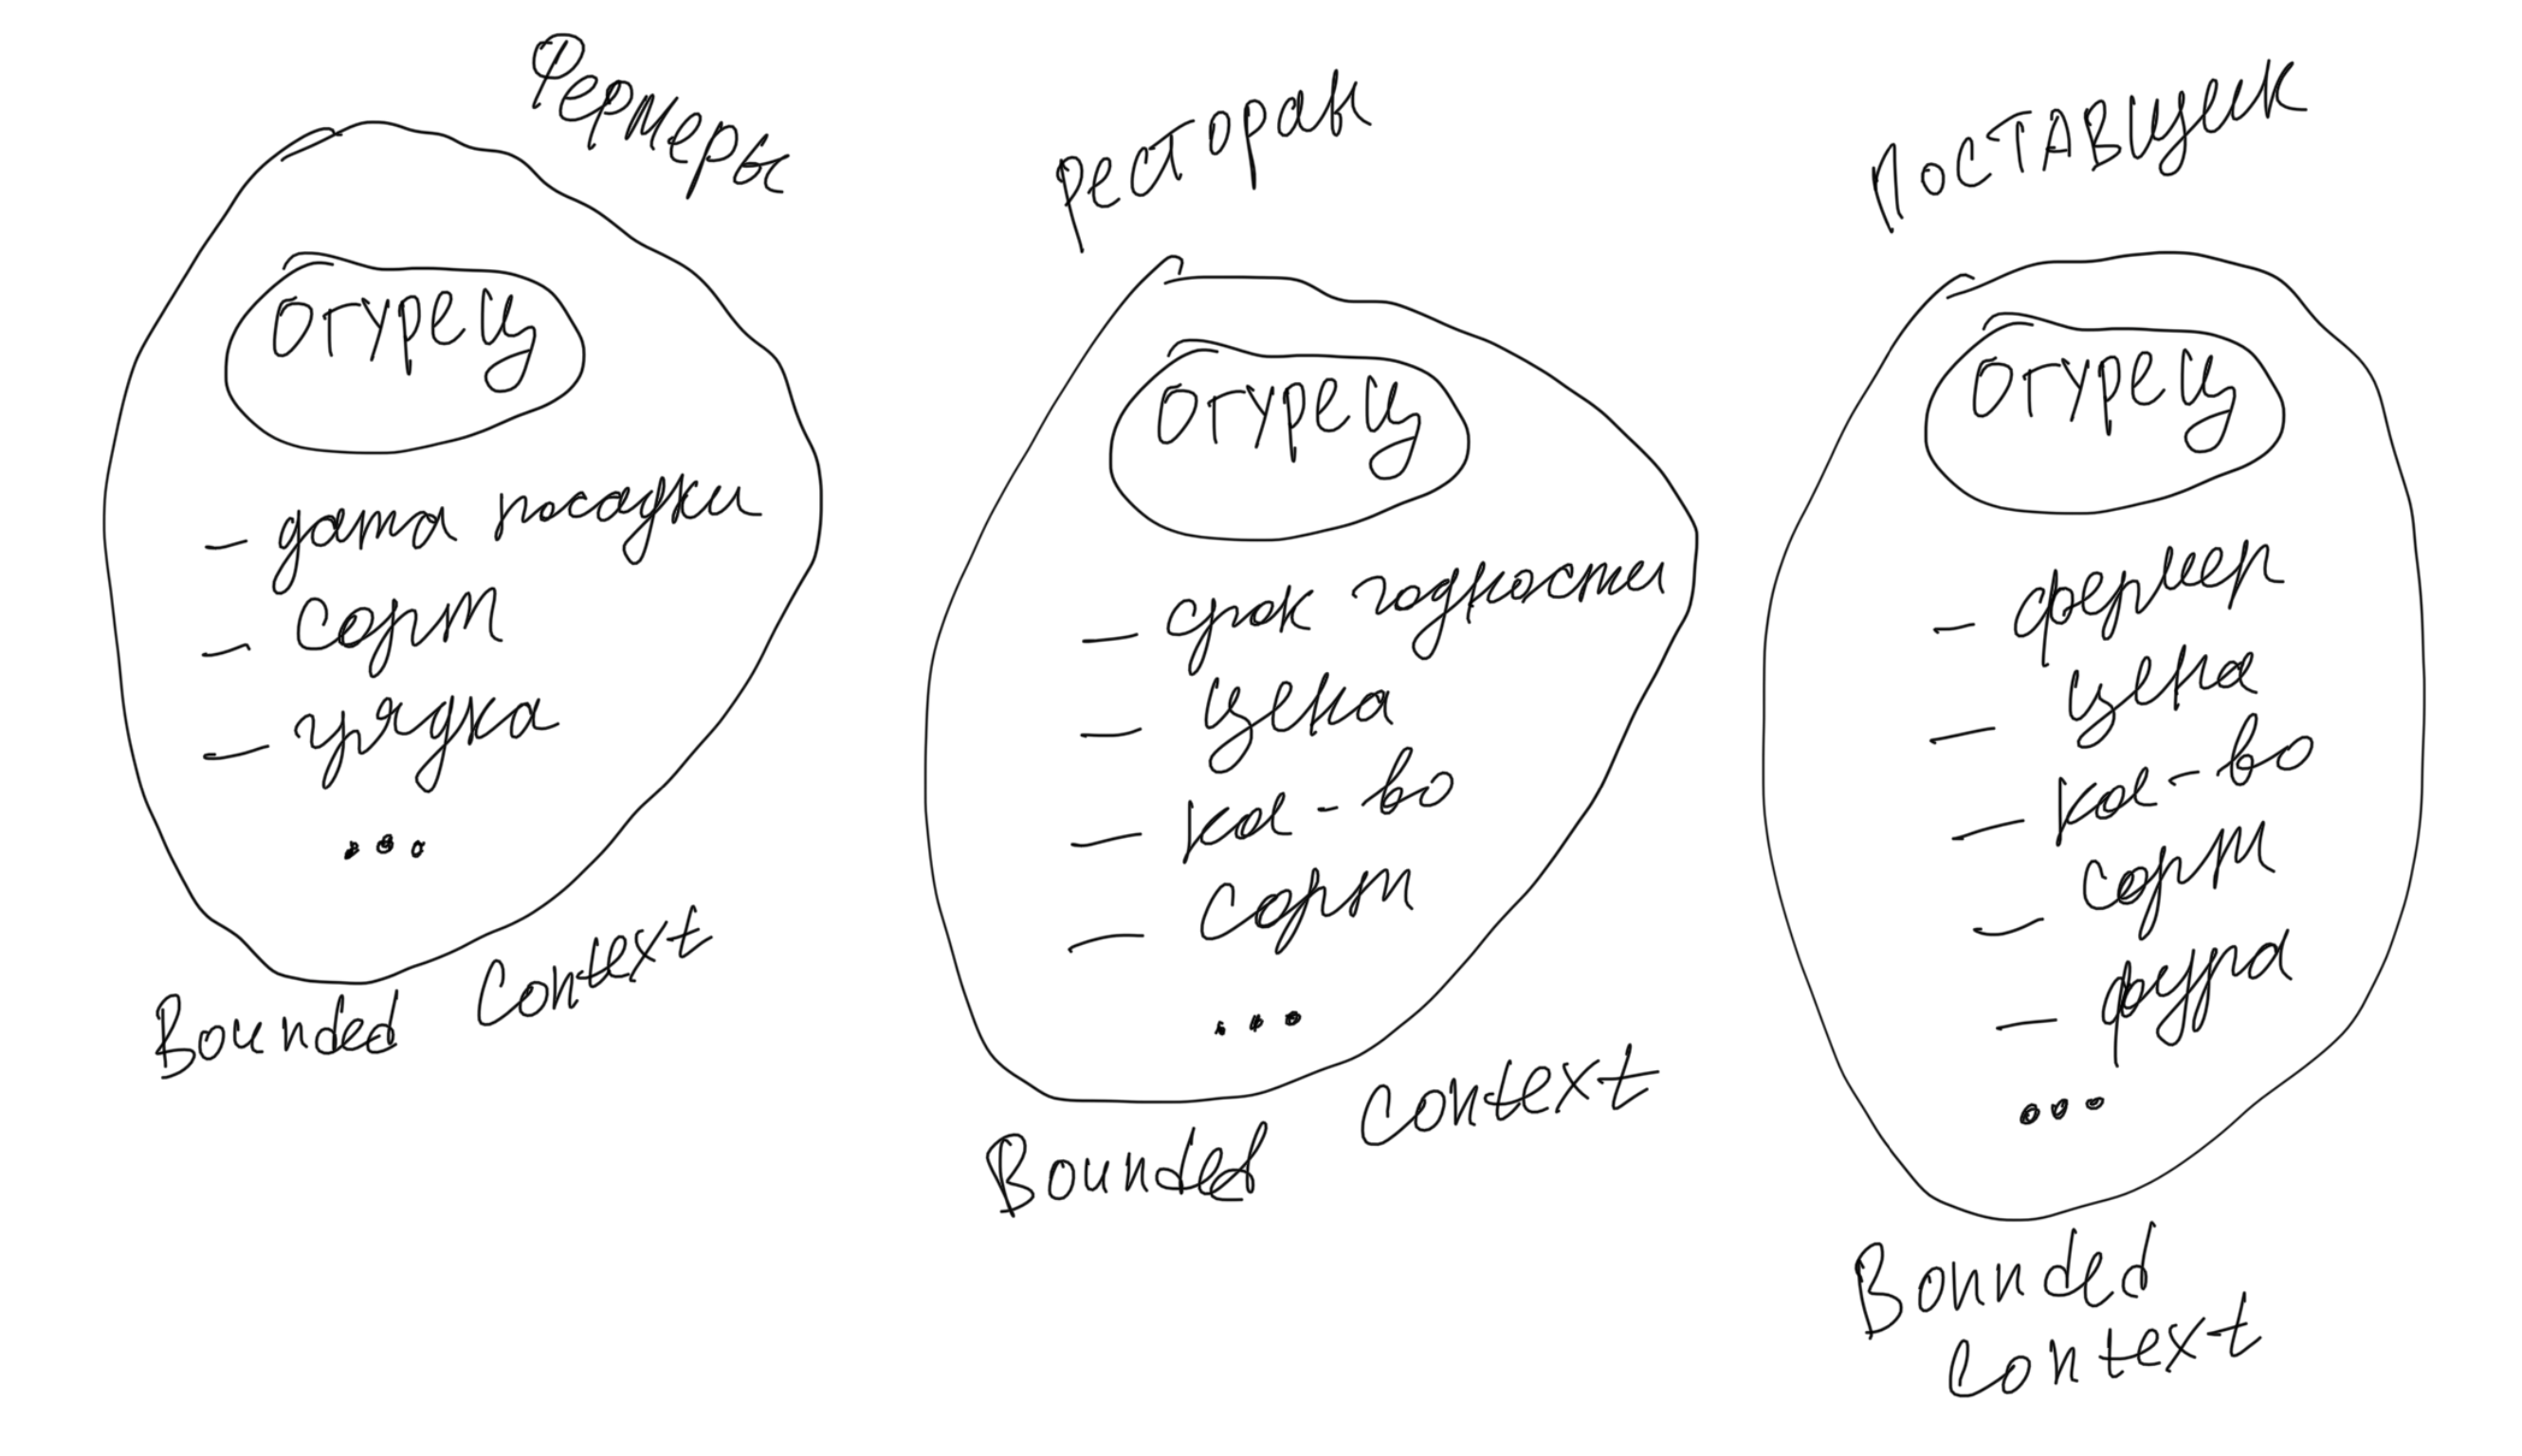 Фермеры
огурец
– дата посадки
– сорт
– грядка
...
Bounded Context
Ресторан
огурец
– срок годности
– цена
– кол-во
– сорт
...
Bounded Context
Поставщик
огурец
– фермер
– цена
– кол-во
– сорт
– фура
...
Bounded
Context